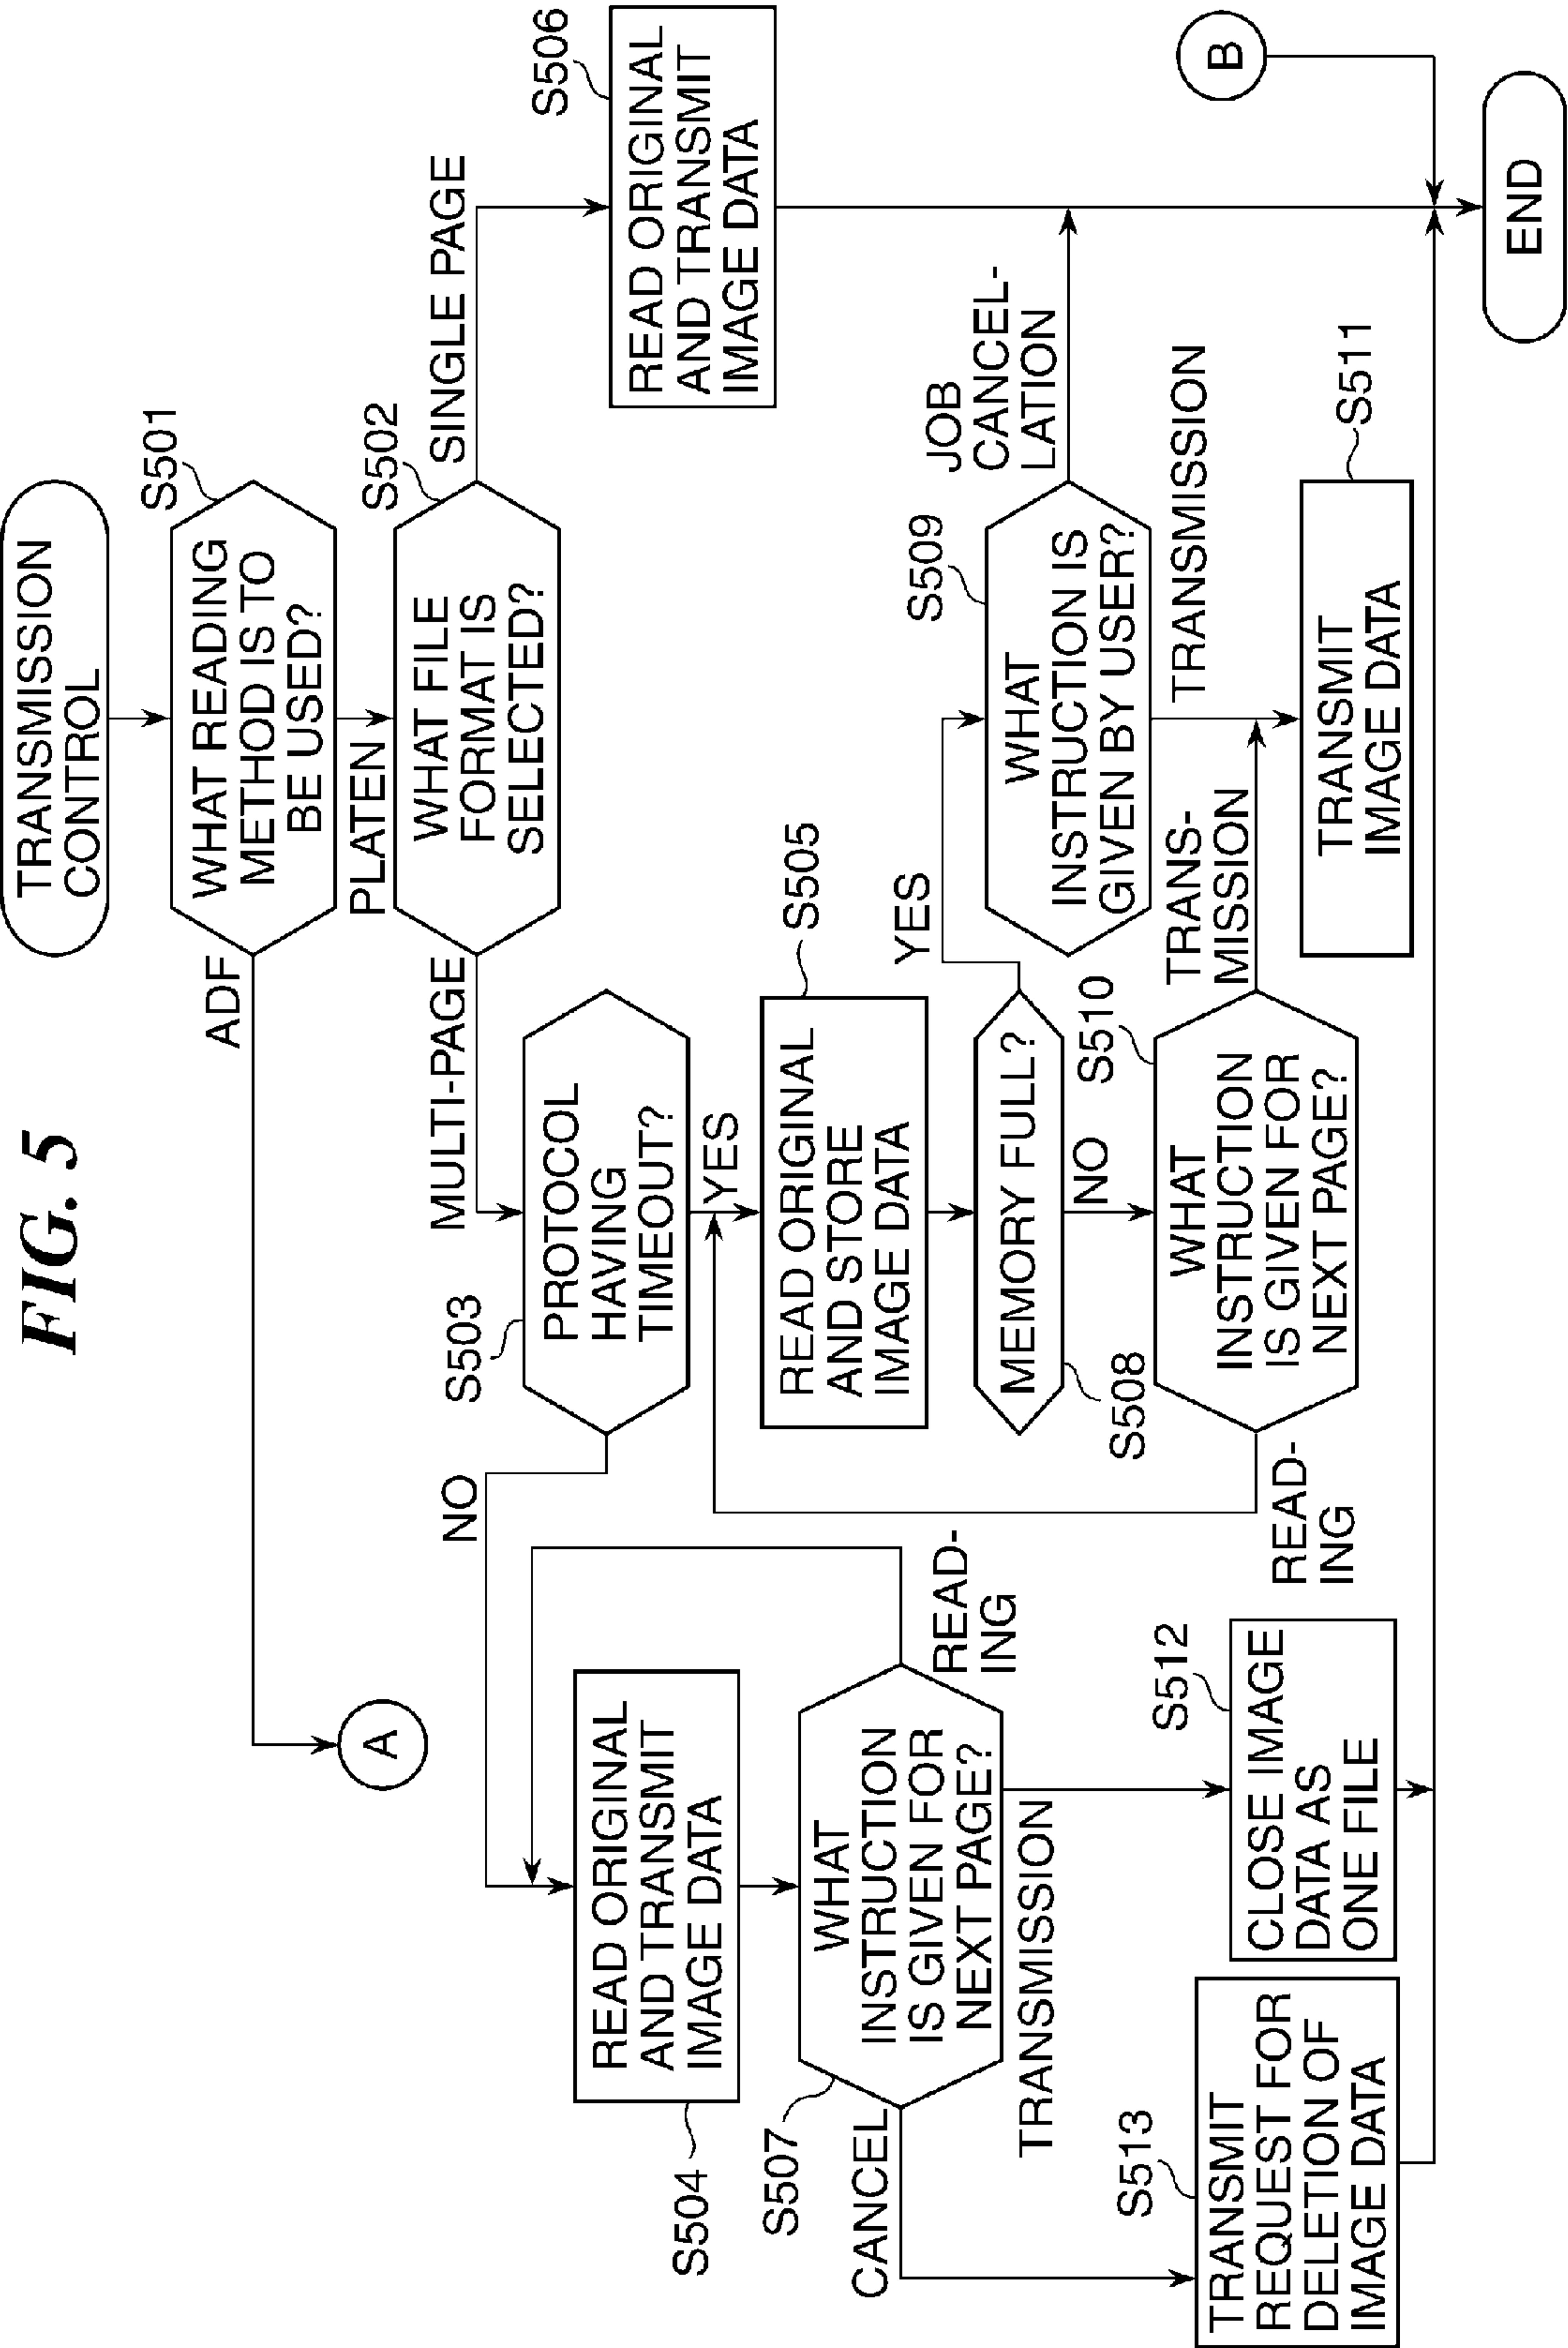 FIG. 5
TRANSMISSION
CONTROL
S501
WHAT READING
METHOD IS TO
BE USED?
ADF
PLATEN
A
S502
WHAT FILE
FORMAT IS
SELECTED?
MULTI-PAGE
SINGLE PAGE
S503
PROTOCOL
HAVING
TIMEOUT?
NO
YES
S506
READ ORIGINAL
AND TRANSMIT
IMAGE DATA
S504
READ ORIGINAL
AND TRANSMIT
IMAGE DATA
S505
READ ORIGINAL
AND STORE
IMAGE DATA
S507
WHAT
INSTRUCTION
IS GIVEN FOR
NEXT PAGE?
CANCEL
READ-
ING
TRANSMISSION
S508
MEMORY FULL?
YES
NO
S509
WHAT
INSTRUCTION IS
GIVEN BY USER?
JOB
CANCEL-
LATION
TRANSMISSION
S510
WHAT
INSTRUCTION
IS GIVEN FOR
NEXT PAGE?
READ-
ING
TRANS-
MISSION
S513
TRANSMIT
REQUEST FOR
DELETION OF
IMAGE DATA
S512
CLOSE IMAGE
DATA AS
ONE FILE
S511
TRANSMIT
IMAGE DATA
B
END